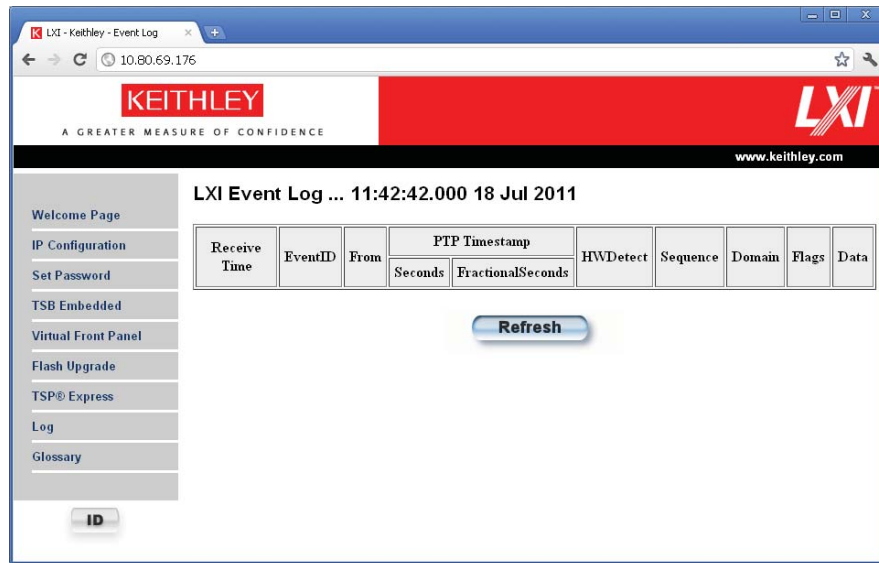 LXI - Keithley - Event Log
10.80.69.176
KEITHLEY
A GREATER MEASURE OF CONFIDENCE
LXI
www.keithley.com
Welcome Page
IP Configuration
Set Password
TSB Embedded
Virtual Front Panel
Flash Upgrade
TSP® Express
Log
Glossary
ID
LXI Event Log ... 11:42:42.000 18 Jul 2011
Receive Time
EventID
From
PTP Timestamp
Seconds
FractionalSeconds
HWDetect
Sequence
Domain
Flags
Data
Refresh